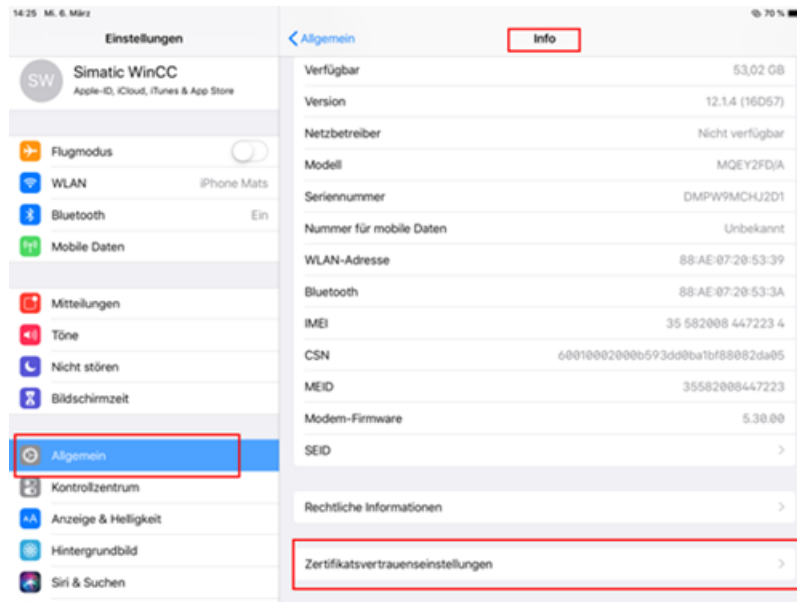 14:25 Mi. 6. März
70 %
Einstellungen
SW
Simatic WinCC
Apple-ID, iCloud, iTunes & App Store
Flugmodus
WLAN iPhone Mats
Bluetooth Ein
Mobile Daten
Mitteilungen
Töne
Nicht stören
Bildschirmzeit
Allgemein
Kontrollzentrum
AA Anzeige & Helligkeit
Hintergrundbild
Siri & Suchen
Allgemein
Info
Verfügbar 53,02 GB
Version 12.1.4 (16D57)
Netzbetreiber Nicht verfügbar
Modell MQEY2FD/A
Seriennummer DMPW9MCHJ2D1
Nummer für mobile Daten Unbekannt
WLAN-Adresse 88:AE:07:20:53:39
Bluetooth 88:AE:07:20:53:3A
IMEI 35 582008 447223 4
CSN 60010002000b593dd0ba1bf88082da05
MEID 35582008447223
Modem-Firmware 5.30.00
SEID
Rechtliche Informationen
Zertifikatsvertrauenseinstellungen